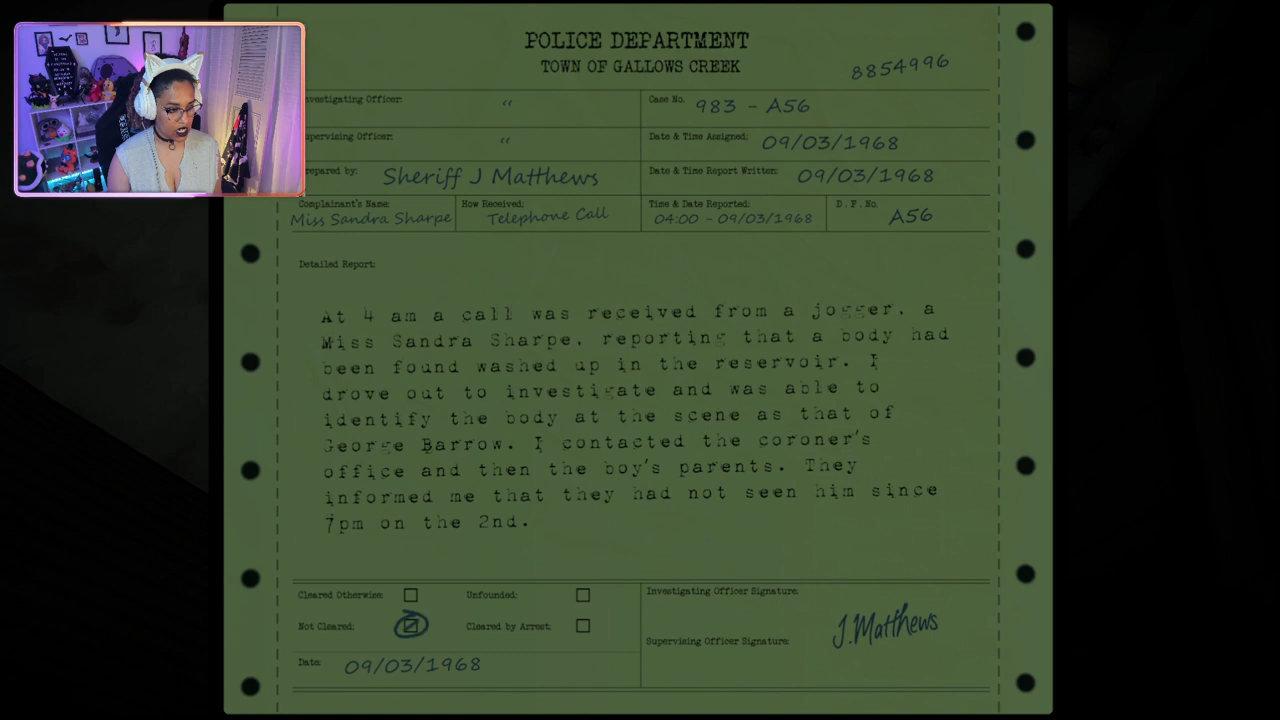 POLICE DEPARTMENT
TOWN OF GALLOWS CREEK
8854996
nvestigating Officer: "
Case No. 983 - A56
upervising Officer: "
Date & Time Assigned: 09/03/1968
repared by: Sheriff J Matthews
Date & Time Report Written: 09/03/1968
Complainant's Name: Miss Sandra Sharpe
How Received: Telephone Call
Time & Date Reported: 04:00 - 09/03/1968
D. F. No. A56
Detailed Report:
At 4 am a call was received from a jogger, a
Miss Sandra Sharpe, reporting that a body had
been found washed up in the reservoir. I
drove out to investigate and was able to
identify the body at the scene as that of
George Barrow. I contacted the coroner's
office and then the boy's parents. They
informed me that they had not seen him since
7pm on the 2nd.
Cleared Otherwise:
Unfounded:
Not Cleared:
Cleared by Arrest:
Date: 09/03/1968
Investigating Officer Signature:
Supervising Officer Signature:
J.Matthews